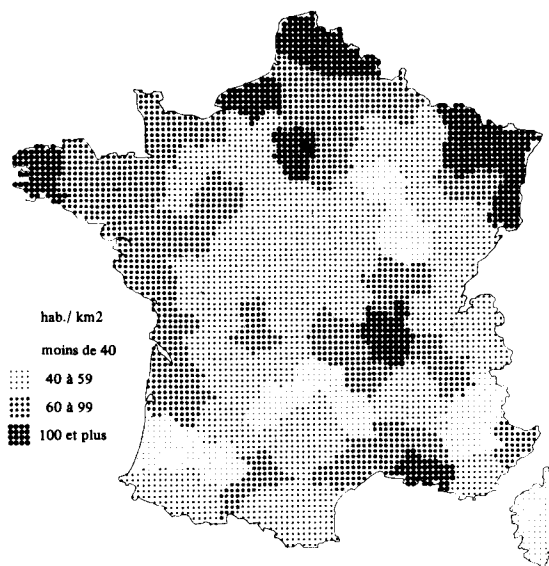 hab./ km2
moins de 40
40 à 59
60 à 99
100 et plus